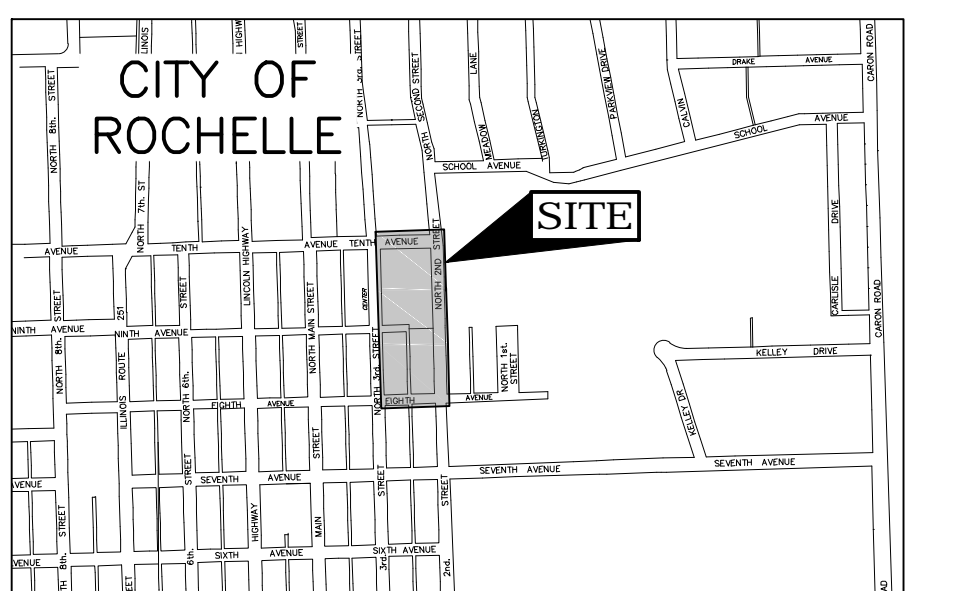 CITY OF
ROCHELLE
SITE
ILLINOIS
HIGHWAY
STREET
NORTH 3rd. STREET
SECOND STREET
NORTH
LANE
MEADOW
TURKINGTON
PARKVIEW DRIVE
CALVIN
DRAKE AVENUE
CARON ROAD
SCHOOL AVENUE
SCHOOL AVENUE
NORTH 8th. STREET
NORTH 7th. ST
LINCOLN HIGHWAY
AVENUE TENTH AVENUE TENTH AVENUE
STREET
NORTH 2ND
CENTER
NORTH MAIN STREET
STREET
251
STREET
NINTH AVENUE NINTH AVENUE
NORTH 8th.
ILLINOIS ROUTE
NORTH 6th.
NORTH 3rd. STREET
NORTH 1st.
STREET
CARLISLE DRIVE
CARON ROAD
KELLEY DRIVE
KELLEY DR
EIGHTH AVENUE EIGHTH AVENUE
STREET
STREET
STREET
STREET
AVENUE SEVENTH AVENUE SEVENTH AVENUE SEVENTH AVENUE
STREET
HIGHWAY
MAIN
SIXTH AVENUE SIXTH AVENUE
8th.
6th.
3rd.
2nd.